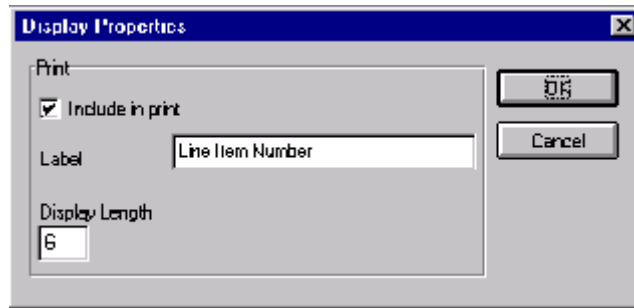 Display Properties
Print
Include in print
OK
Label
Line Item Number
Cancel
Display Length
6